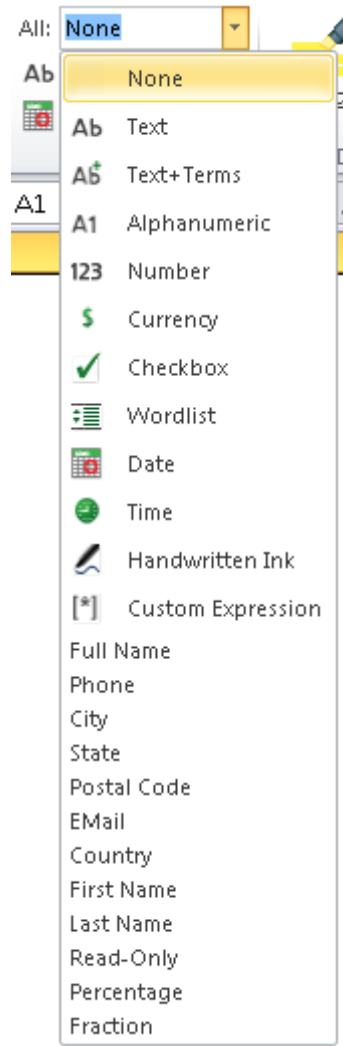 All: None
Ab
None
Ab Text
Ab Text+Terms
A1
A1 Alphanumeric
123 Number
$ Currency
Checkbox
Wordlist
Date
Time
Handwritten Ink
[*] Custom Expression
Full Name
Phone
City
State
Postal Code
EMail
Country
First Name
Last Name
Read-Only
Percentage
Fraction